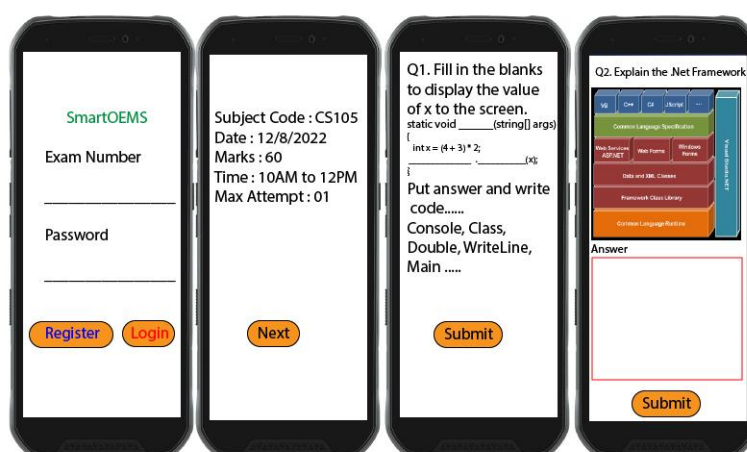 SmartOEMS
Exam Number
Password
Register
Login
Subject Code : CS105
Date : 12/8/2022
Marks : 60
Time : 10AM to 12PM
Max Attempt : 01
Next
Q1. Fill in the blanks
to display the value
of x to the screen.
static void ______(string[] args)
{
int x = (4 + 3) * 2;
__________ .__________(x);
}
Put answer and write
code......
Console, Class,
Double, WriteLine,
Main .....
Submit
Q2. Explain the .Net Framework
VB C++ C# JScript ...
Common Language Specification
Web Services
ASP.NET
Web Forms
Windows
Forms
Data and XML Classes
Framework Class Library
Common Language Runtime
Visual Studio.NET
Answer
Submit